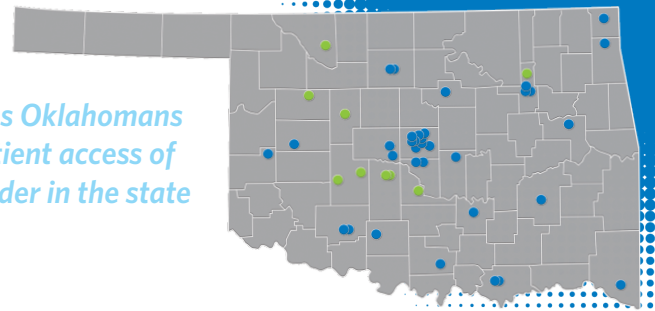 s Oklahomans
ient access of
der in the state